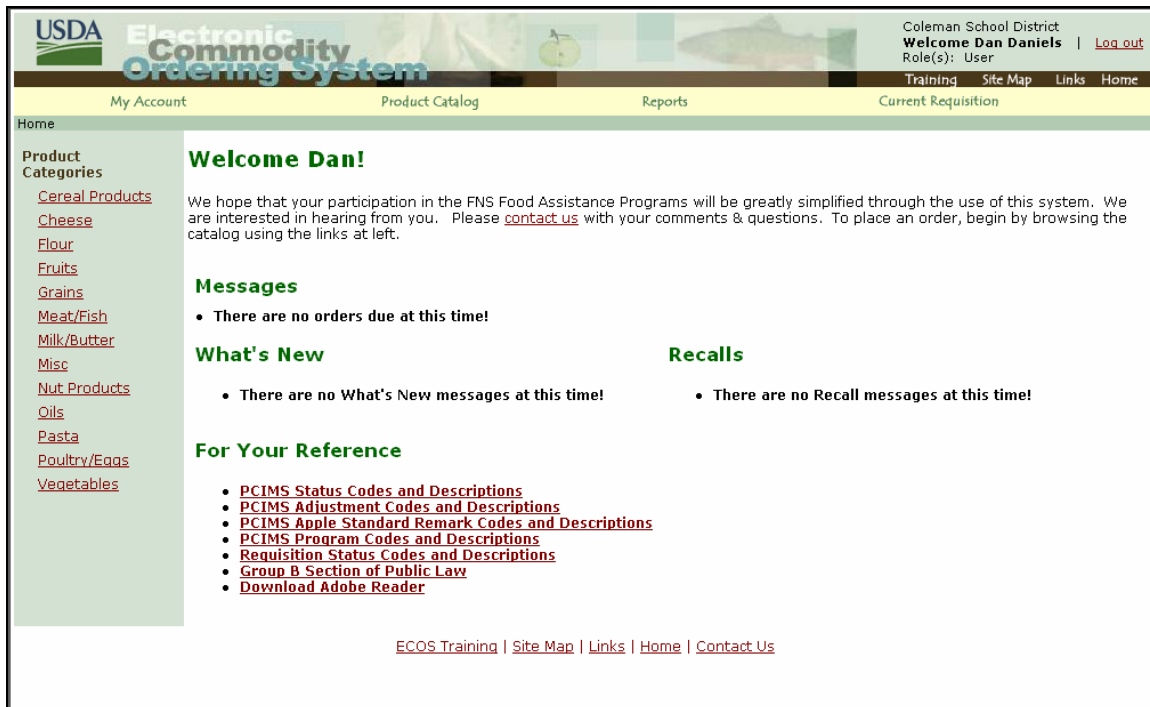 USDA
Electronic
Commodity
Ordering System
Coleman School District
Welcome Dan Daniels | Log out
Role(s): User
Training Site Map Links Home
My Account Product Catalog Reports Current Requisition
Home
Product
Categories
Cereal Products
Cheese
Flour
Fruits
Grains
Meat/Fish
Milk/Butter
Misc
Nut Products
Oils
Pasta
Poultry/Eggs
Vegetables
Welcome Dan!
We hope that your participation in the FNS Food Assistance Programs will be greatly simplified through the use of this system. We
are interested in hearing from you. Please contact us with your comments & questions. To place an order, begin by browsing the
catalog using the links at left.
Messages
• There are no orders due at this time!
What's New
• There are no What's New messages at this time!
Recalls
• There are no Recall messages at this time!
For Your Reference
• PCIMS Status Codes and Descriptions
• PCIMS Adjustment Codes and Descriptions
• PCIMS Apple Standard Remark Codes and Descriptions
• PCIMS Program Codes and Descriptions
• Requisition Status Codes and Descriptions
• Group B Section of Public Law
• Download Adobe Reader
ECOS Training | Site Map | Links | Home | Contact Us